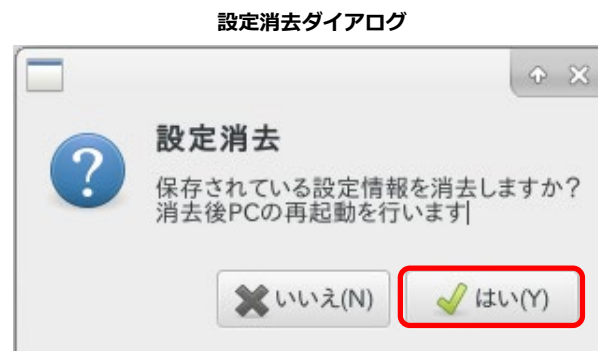 設定消去ダイアログ
設定消去
保存されている設定情報を消去しますか?
消去後PCの再起動を行います
いいえ(N)
はい(Y)